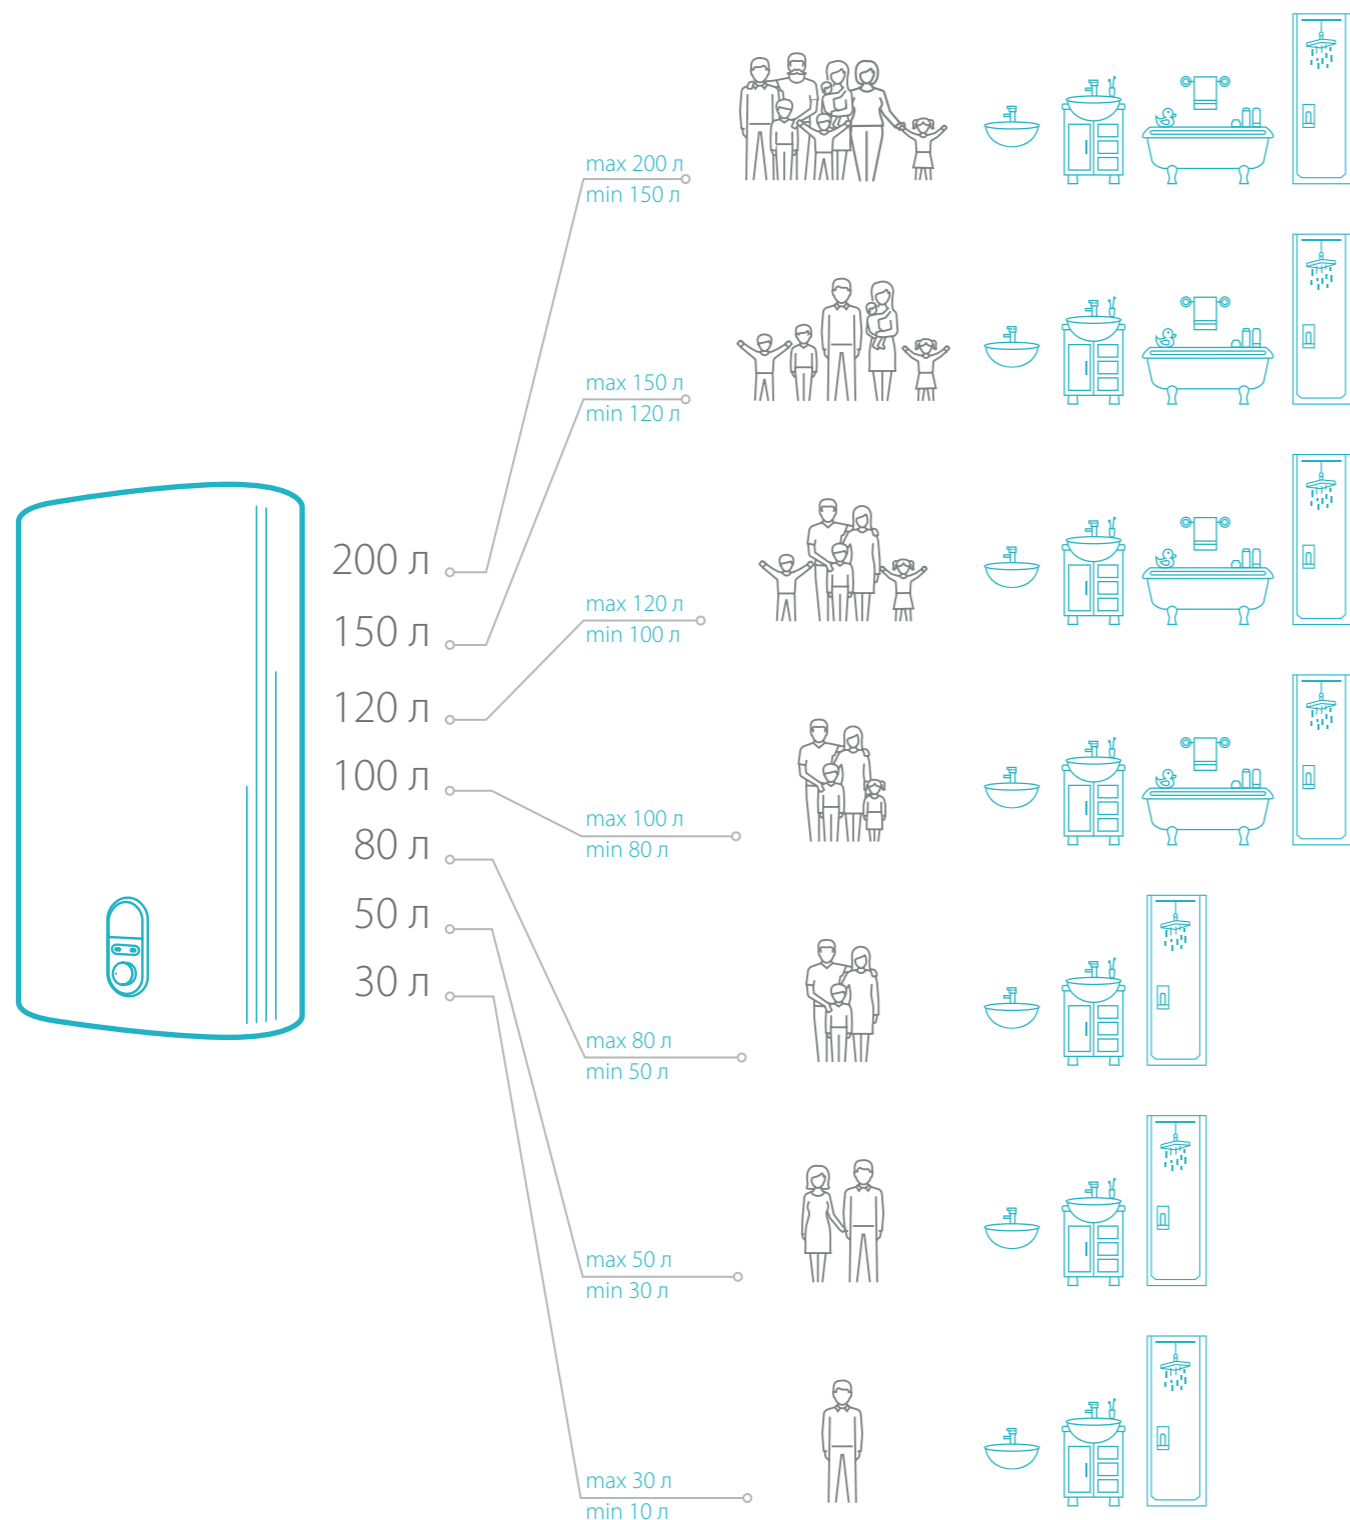 max 200 л
min 150 л
max 150 л
min 120 л
200 л
150 л
max 120 л
min 100 л
120 л
100 л
max 100 л
min 80 л
80 л
50 л
30 л
max 80 л
min 50 л
max 50 л
min 30 л
max 30 л
min 10 л